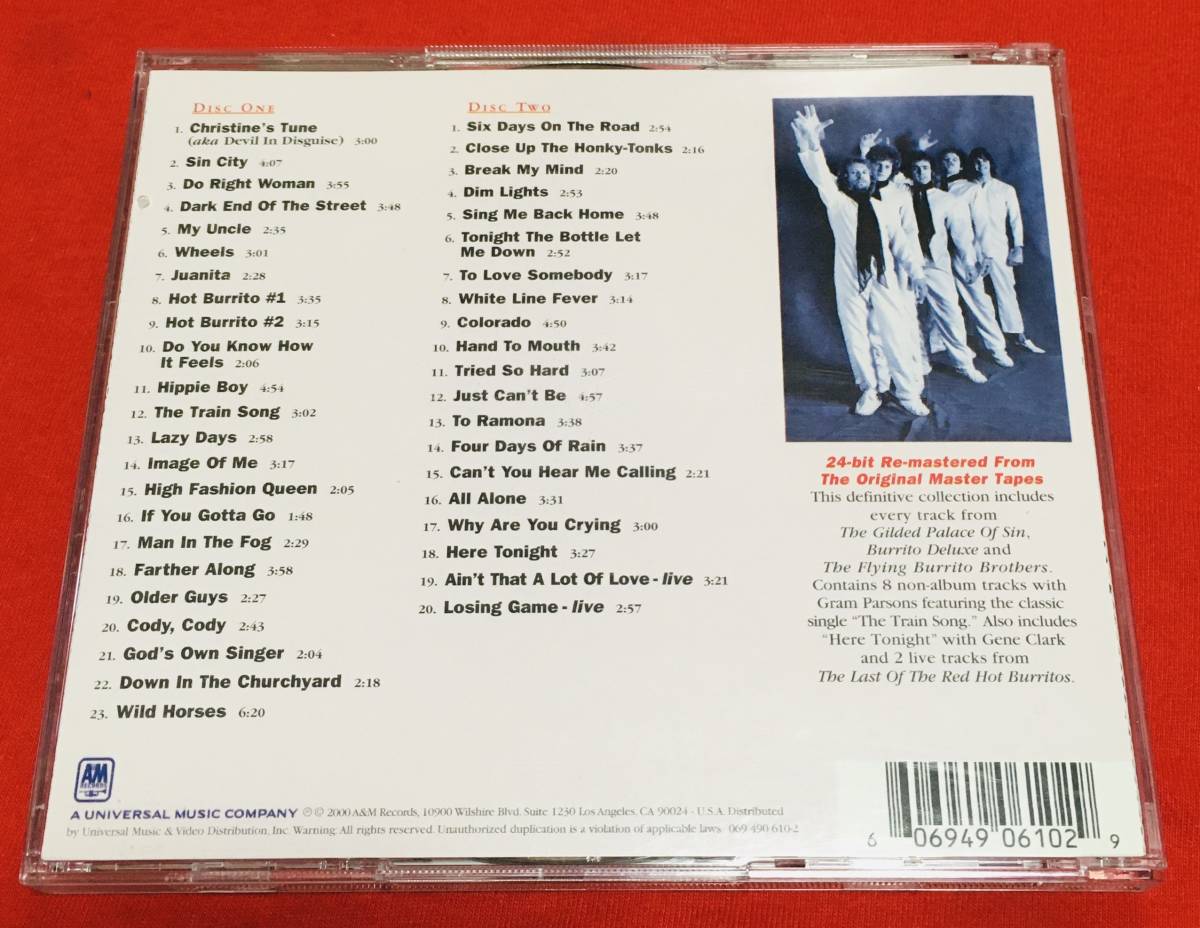 DISC ONE
1. Christine's Tune
(aka Devil In Disguise) 3:00
2. Sin City 4:07
3. Do Right Woman 3:55
4. Dark End Of The Street 3:48
5. My Uncle 2:35
6. Wheels 3:01
7. Juanita 2:28
8. Hot Burrito #1 3:35
9. Hot Burrito #2 3:15
10. Do You Know How
It Feels 2:06
11. Hippie Boy 4:54
12. The Train Song 3:02
13. Lazy Days 2:58
14. Image Of Me 3:17
15. High Fashion Queen 2:05
16. If You Gotta Go 1:48
17. Man In The Fog 2:29
18. Farther Along 3:58
19. Older Guys 2:27
20. Cody, Cody 2:43
21. God's Own Singer 2:04
22. Down In The Churchyard 2:18
23. Wild Horses 6:20
DISC TWO
1. Six Days On The Road 2:54
2. Close Up The Honky-Tonks 2:16
3. Break My Mind 2:20
4. Dim Lights 2:53
5. Sing Me Back Home 3:48
6. Tonight The Bottle Let
Me Down 2:52
7. To Love Somebody 3:17
8. White Line Fever 3:14
9. Colorado 4:50
10. Hand To Mouth 3:42
11. Tried So Hard 3:07
12. Just Can't Be 4:57
13. To Ramona 3:38
14. Four Days Of Rain 3:37
15. Can't You Hear Me Calling 2:21
16. All Alone 3:31
17. Why Are You Crying 3:00
18. Here Tonight 3:27
19. Ain't That A Lot Of Love - live 3:21
20. Losing Game - live 2:57
24-bit Re-mastered From
The Original Master Tapes
This definitive collection includes
every track from
The Gilded Palace Of Sin,
Burrito Deluxe and
The Flying Burrito Brothers.
Contains 8 non-album tracks with
Gram Parsons featuring the classic
single "The Train Song." Also includes
"Here Tonight" with Gene Clark
and 2 live tracks from
The Last Of The Red Hot Burritos.
AM
RECORDS
A UNIVERSAL MUSIC COMPANY ℗© 2000 A&M Records, 10900 Wilshire Blvd. Suite 1230 Los Angeles, CA 90024 - U.S.A. Distributed
by Universal Music & Video Distribution, Inc. Warning: All rights reserved. Unauthorized duplication is a violation of applicable laws. 069 490 610-2
6 06949 06102 9